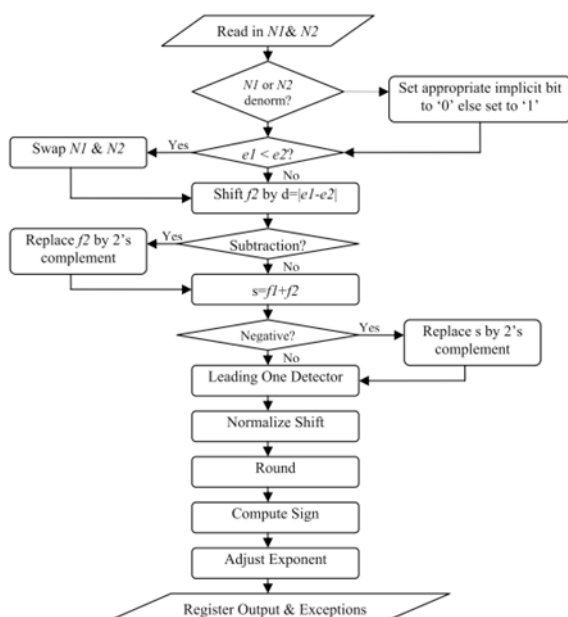 Read in N1& N2
N1 or N2
denorm?
Set appropriate implicit bit
to ‘0’ else set to ‘1’
Swap N1 & N2
Yes
e1 < e2?
No
Shift f2 by d=|e1-e2|
Replace f2 by 2’s
complement
Yes
Subtraction?
No
s=f1+f2
Negative?
Yes
Replace s by 2’s
complement
No
Leading One Detector
Normalize Shift
Round
Compute Sign
Adjust Exponent
Register Output & Exceptions